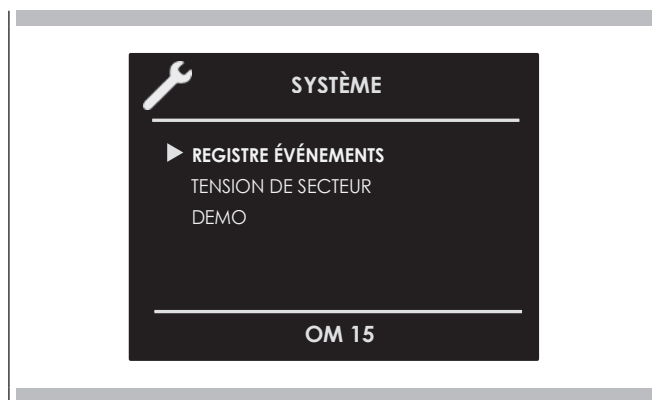 SYSTÈME
REGISTRE ÉVÉNEMENTS
TENSION DE SECTEUR
DEMO
OM 15